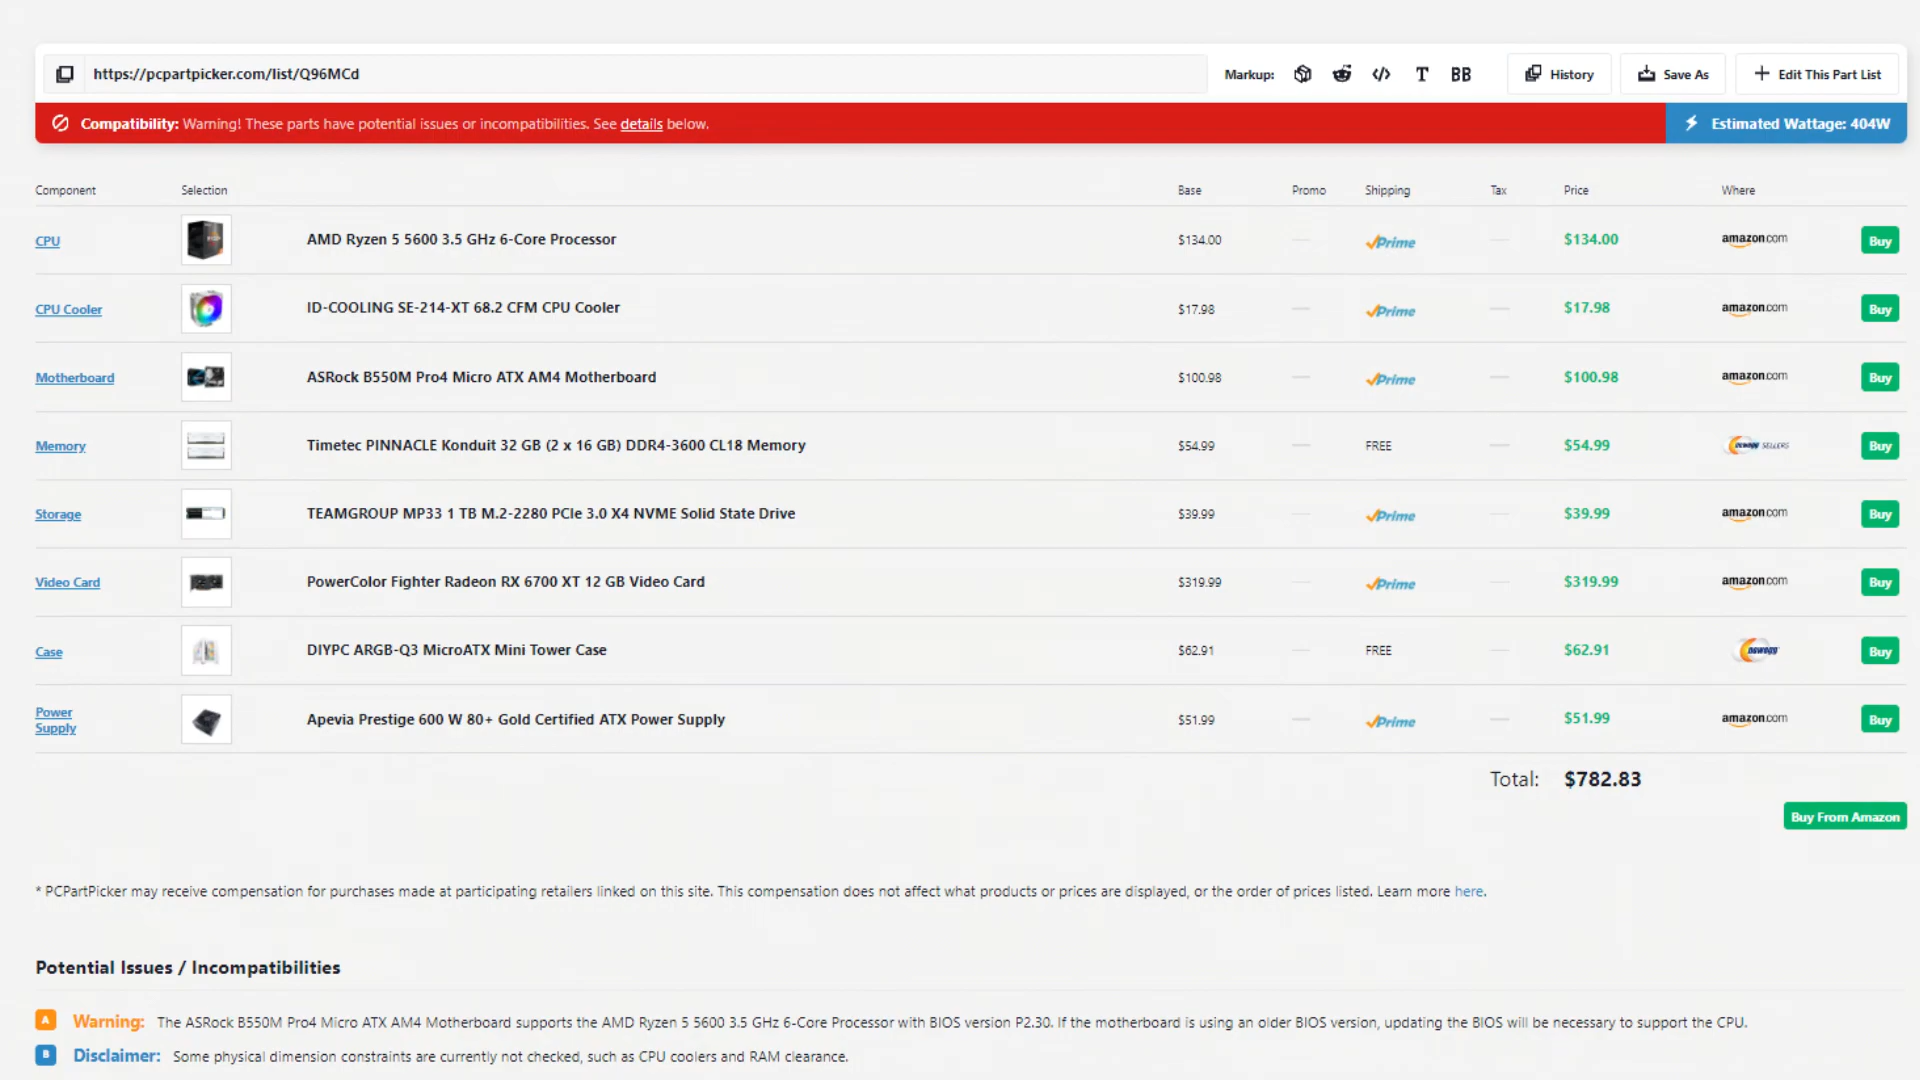 https://pcpartpicker.com/list/Q96MCd Markup: T BB History Save As Edit This Part List
Compatibility: Warning! These parts have potential issues or incompatibilities. See details below. Estimated Wattage: 404W
Component Selection Base Promo Shipping Tax Price Where
CPU AMD Ryzen 5 5600 3.5 GHz 6-Core Processor $134.00 — Prime — $134.00 amazon.com Buy
CPU Cooler ID-COOLING SE-214-XT 68.2 CFM CPU Cooler $17.98 — Prime — $17.98 amazon.com Buy
Motherboard ASRock B550M Pro4 Micro ATX AM4 Motherboard $100.98 — Prime — $100.98 amazon.com Buy
Memory Timetec PINNACLE Konduit 32 GB (2 x 16 GB) DDR4-3600 CL18 Memory $54.99 — FREE — $54.99 newegg SELLERS Buy
Storage TEAMGROUP MP33 1 TB M.2-2280 PCIe 3.0 X4 NVME Solid State Drive $39.99 — Prime — $39.99 amazon.com Buy
Video Card PowerColor Fighter Radeon RX 6700 XT 12 GB Video Card $319.99 — Prime — $319.99 amazon.com Buy
Case DIYPC ARGB-Q3 MicroATX Mini Tower Case $62.91 — FREE — $62.91 newegg Buy
Power
Supply Apevia Prestige 600 W 80+ Gold Certified ATX Power Supply $51.99 — Prime — $51.99 amazon.com Buy
Total: $782.83
Buy From Amazon
* PCPartPicker may receive compensation for purchases made at participating retailers linked on this site. This compensation does not affect what products or prices are displayed, or the order of prices listed. Learn more here.
Potential Issues / Incompatibilities
A Warning: The ASRock B550M Pro4 Micro ATX AM4 Motherboard supports the AMD Ryzen 5 5600 3.5 GHz 6-Core Processor with BIOS version P2.30. If the motherboard is using an older BIOS version, updating the BIOS will be necessary to support the CPU.
B Disclaimer: Some physical dimension constraints are currently not checked, such as CPU coolers and RAM clearance.